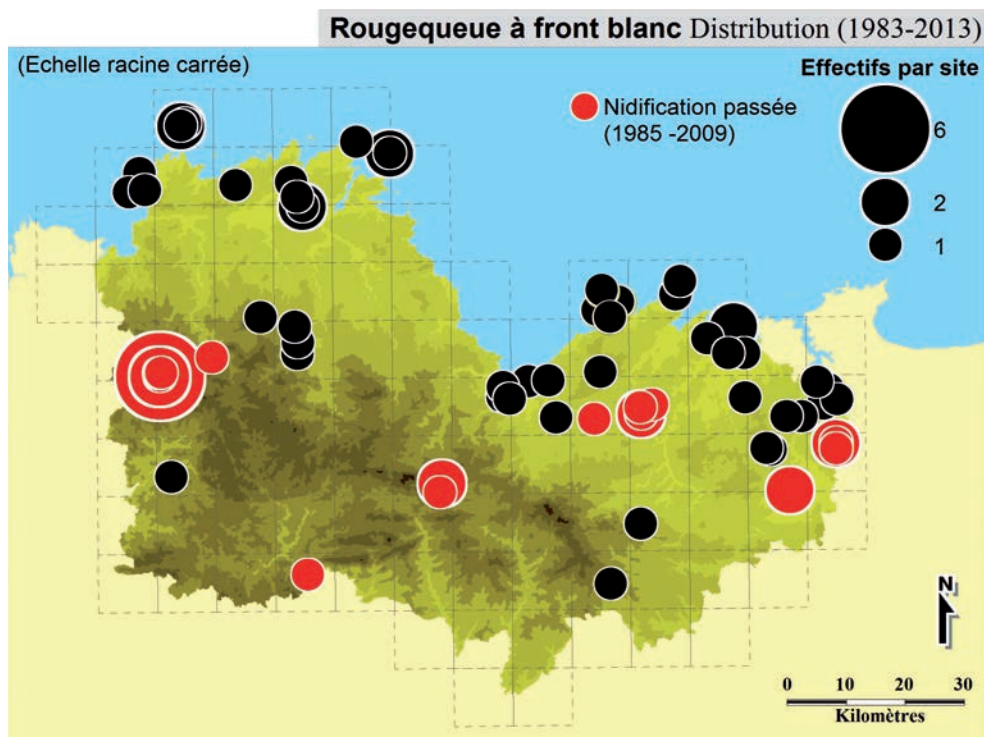 Rougequeue à front blanc Distribution (1983-2013)
(Echelle racine carrée)
Effectifs par site
Nidification passée
(1985 -2009)
6
2
1
N
0 10 20 30
Kilomètres